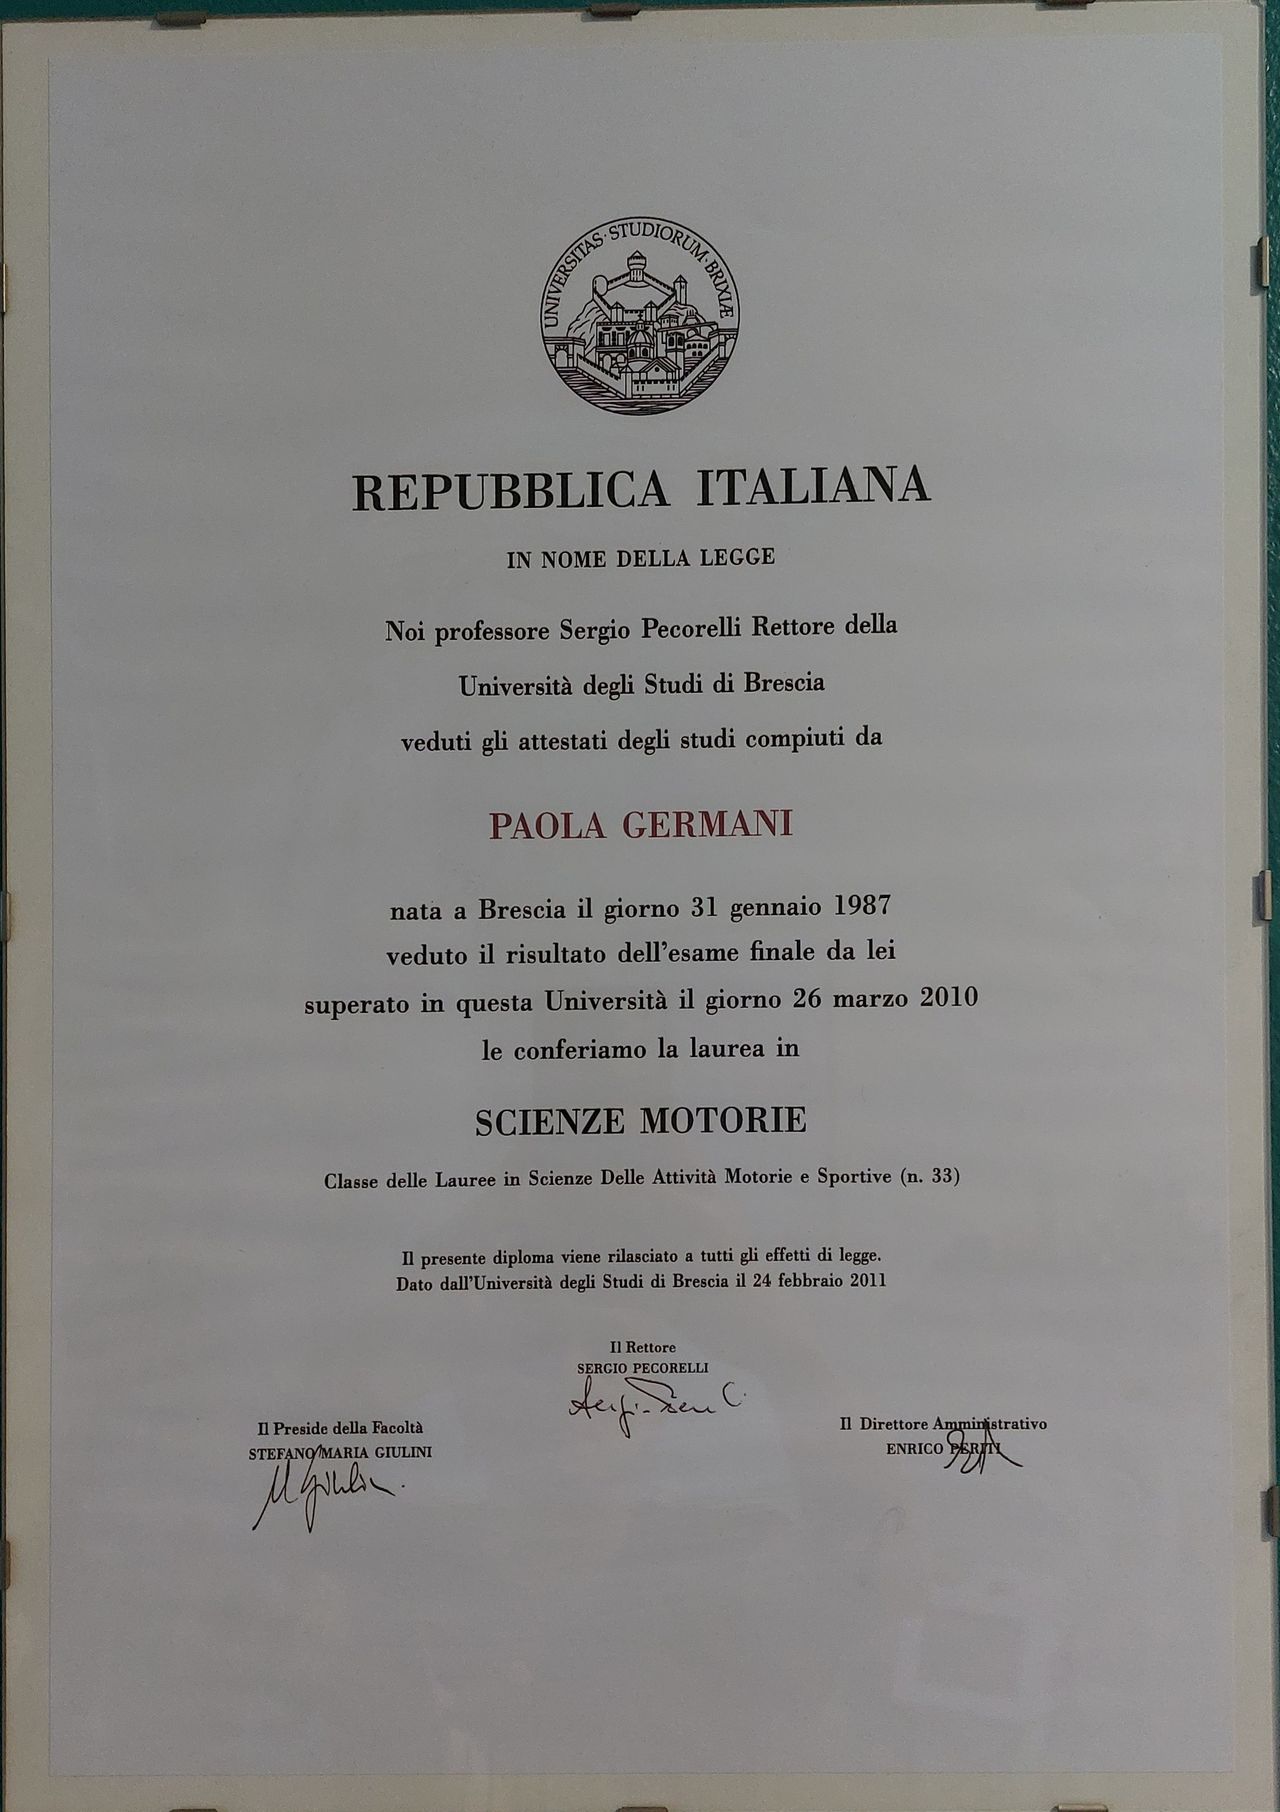 UNIVERSITAS·STUDIORUM·BRIXIÆ
REPUBBLICA ITALIANA
IN NOME DELLA LEGGE
Noi professore Sergio Pecorelli Rettore della
Università degli Studi di Brescia
veduti gli attestati degli studi compiuti da
PAOLA GERMANI
nata a Brescia il giorno 31 gennaio 1987
veduto il risultato dell'esame finale da lei
superato in questa Università il giorno 26 marzo 2010
le conferiamo la laurea in
SCIENZE MOTORIE
Classe delle Lauree in Scienze Delle Attività Motorie e Sportive (n. 33)
Il presente diploma viene rilasciato a tutti gli effetti di legge.
Dato dall'Università degli Studi di Brescia il 24 febbraio 2011
Il Rettore
SERGIO PECORELLI
Il Preside della Facoltà
STEFANO MARIA GIULINI
Il Direttore Amministrativo
ENRICO PERITI